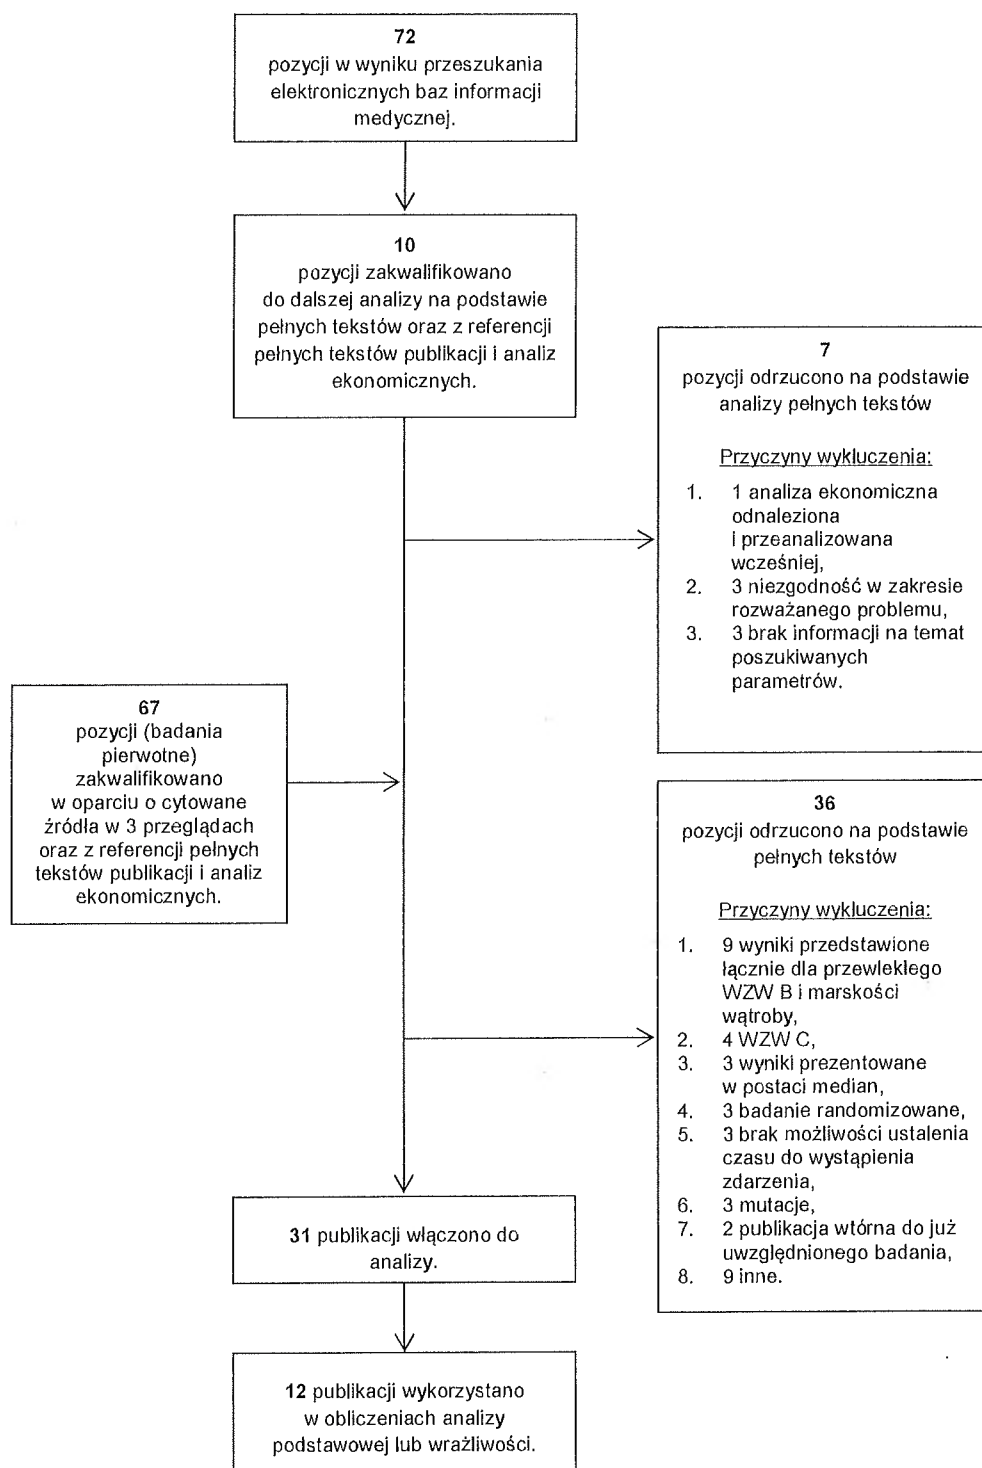 72
pozycji w wyniku przeszukania
elektronicznych baz informacji
medycznej.
10
pozycji zakwalifikowano
do dalszej analizy na podstawie
pełnych tekstów oraz z referencji
pełnych tekstów publikacji i analiz
ekonomicznych.
7
pozycji odrzucono na podstawie
analizy pełnych tekstów
Przyczyny wykluczenia:
1. 1 analiza ekonomiczna
odnaleziona
i przeanalizowana
wcześniej,
2. 3 niezgodność w zakresie
rozważanego problemu,
3. 3 brak informacji na temat
poszukiwanych
parametrów.
67
pozycji (badania
pierwotne)
zakwalifikowano
w oparciu o cytowane
źródła w 3 przeglądach
oraz z referencji pełnych
tekstów publikacji i analiz
ekonomicznych.
36
pozycji odrzucono na podstawie
pełnych tekstów
Przyczyny wykluczenia:
1. 9 wyniki przedstawione
łącznie dla przewlekłego
WZW B i marskości
wątroby,
2. 4 WZW C,
3. 3 wyniki prezentowane
w postaci median,
4. 3 badanie randomizowane,
5. 3 brak możliwości ustalenia
czasu do wystąpienia
zdarzenia,
6. 3 mutacje,
7. 2 publikacja wtórna do już
uwzględnionego badania,
8. 9 inne.
31 publikacji włączono do
analizy.
12 publikacji wykorzystano
w obliczeniach analizy
podstawowej lub wrażliwości.